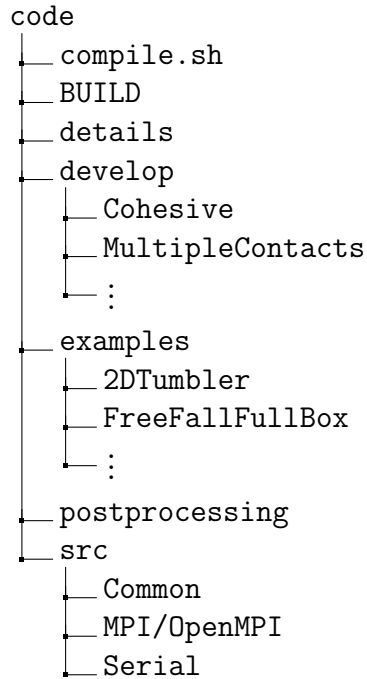 code
compile.sh
BUILD
details
develop
Cohesive
MultipleContacts
⋮
examples
2DTumbler
FreeFallFullBox
⋮
postprocessing
src
Common
MPI/OpenMPI
Serial